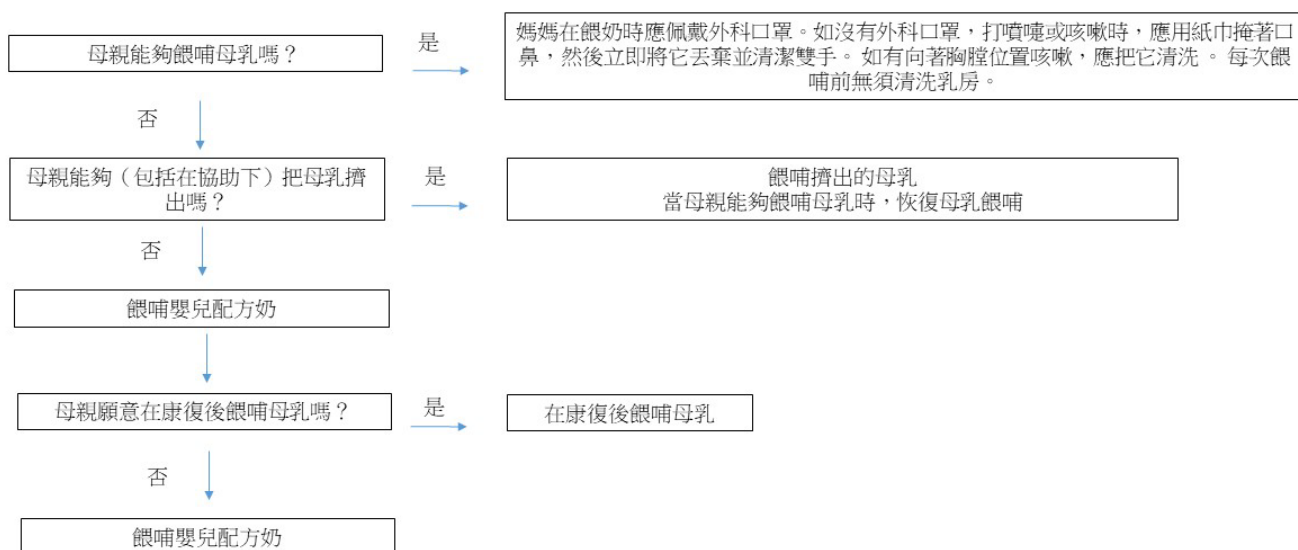 母親能夠餵哺母乳嗎？
是
媽媽在餵奶時應佩戴外科口罩。如沒有外科口罩，打噴嚏或咳嗽時，應用紙巾掩著口
鼻，然後立即將它丟棄並清潔雙手。 如有向著胸膛位置咳嗽，應把它清洗 。 每次餵
哺前無須清洗乳房。
否
母親能夠（包括在協助下）把母乳擠
出嗎？
是
餵哺擠出的母乳
當母親能夠餵哺母乳時，恢復母乳餵哺
否
餵哺嬰兒配方奶
母親願意在康復後餵哺母乳嗎？
是
在康復後餵哺母乳
否
餵哺嬰兒配方奶